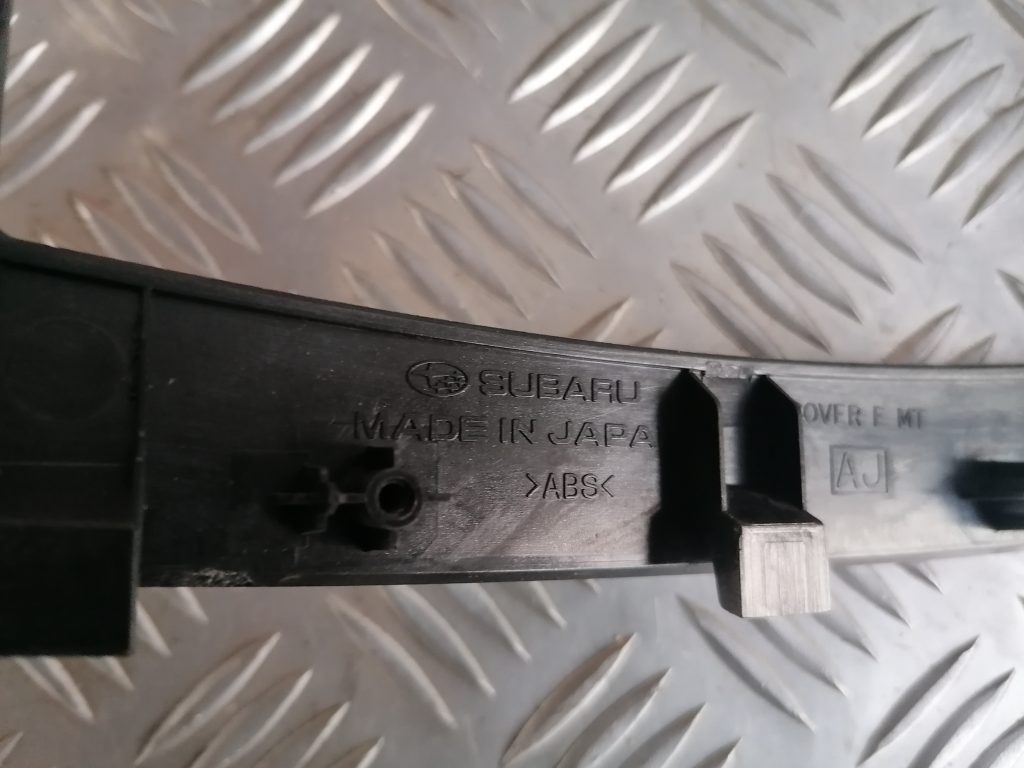 SUBARU
MADE IN JAPA
>ABS<
OVER E MT
AJ